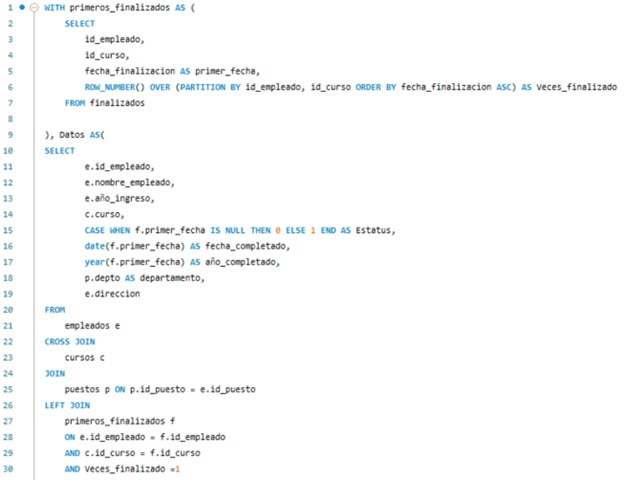 1 WITH primeros_finalizados AS (
2 SELECT
3 id_empleado,
4 id_curso,
5 fecha_finalizacion AS primer_fecha,
6 ROW_NUMBER() OVER (PARTITION BY id_empleado, id_curso ORDER BY fecha_finalizacion ASC) AS Veces_finalizado
7 FROM finalizados
8
9 ), Datos AS(
10 SELECT
11 e.id_empleado,
12 e.nombre_empleado,
13 e.año_ingreso,
14 c.curso,
15 CASE WHEN f.primer_fecha IS NULL THEN 0 ELSE 1 END AS Estatus,
16 date(f.primer_fecha) AS fecha_completado,
17 year(f.primer_fecha) AS año_completado,
18 p.depto AS departamento,
19 e.direccion
20 FROM
21 empleados e
22 CROSS JOIN
23 cursos c
24 JOIN
25 puestos p ON p.id_puesto = e.id_puesto
26 LEFT JOIN
27 primeros_finalizados f
28 ON e.id_empleado = f.id_empleado
29 AND c.id_curso = f.id_curso
30 AND Veces_finalizado =1